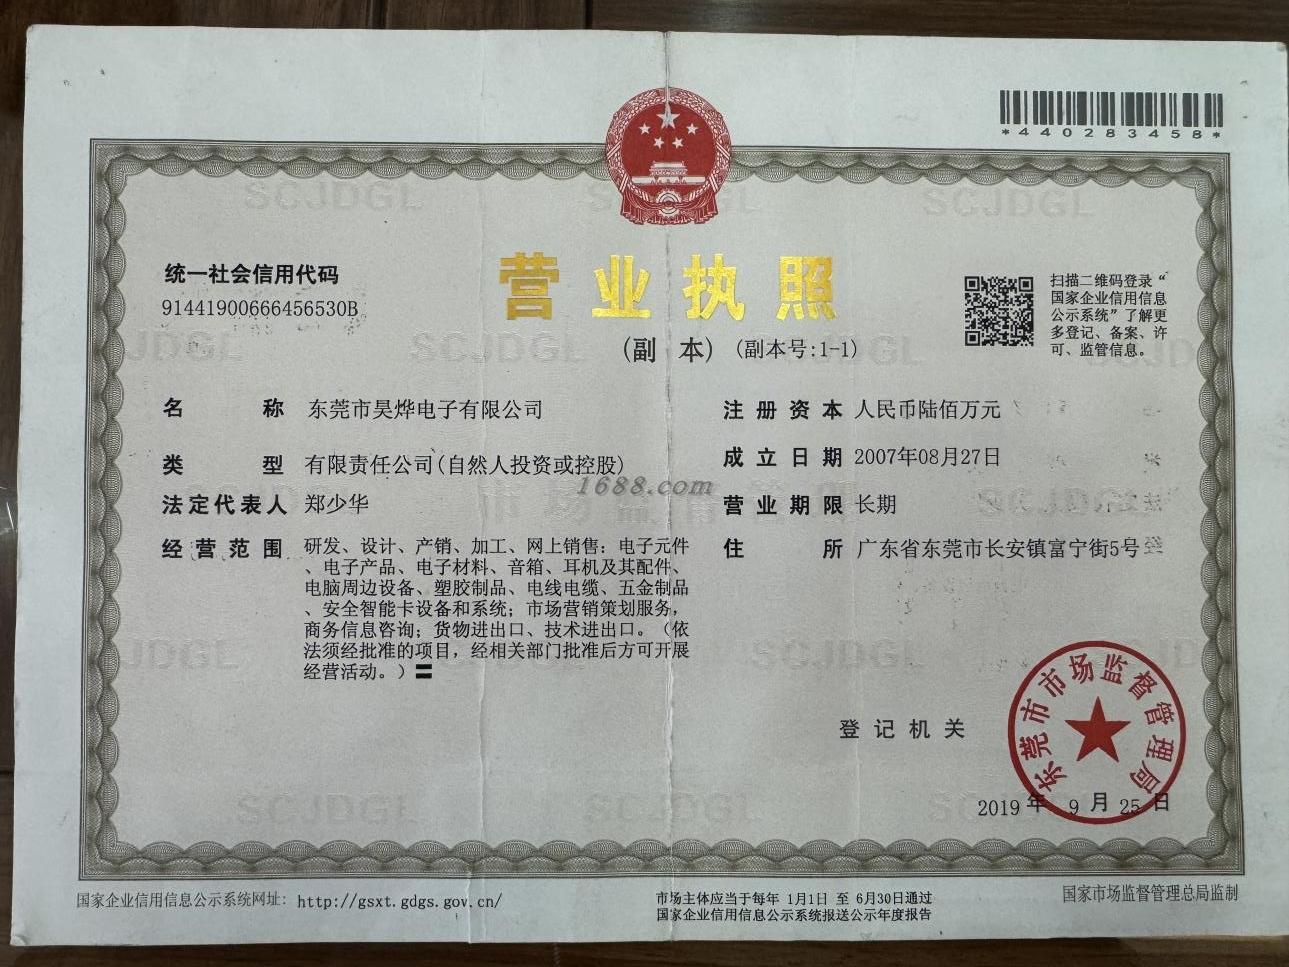 *440283458*
统一社会信用代码
91441900666456530B
营业执照
(副 本) (副本号:1-1)
扫描二维码登录“
国家企业信用信息
公示系统”了解更
多登记、备案、许
可、监管信息。
名 称 东莞市昊烨电子有限公司
类 型 有限责任公司(自然人投资或控股)
法定代表人 郑少华
经营范围 研发、设计、产销、加工、网上销售：电子元件
、电子产品、电子材料、音箱、耳机及其配件、
电脑周边设备、塑胶制品、电线电缆、五金制品
、安全智能卡设备和系统；市场营销策划服务，
商务信息咨询；货物进出口、技术进出口。（依
法须经批准的项目，经相关部门批准后方可开展
经营活动。）〓
注册资本 人民币陆佰万元
成立日期 2007年08月27日
营业期限 长期
住 所 广东省东莞市长安镇富宁街5号
1688.com
登记机关
东莞市市场监督管理局
2019 年 9 月 25 日
国家企业信用信息公示系统网址：http://gsxt.gdgs.gov.cn/
市场主体应当于每年 1月1日 至 6月30日通过
国家企业信用信息公示系统报送公示年度报告
国家市场监督管理总局监制